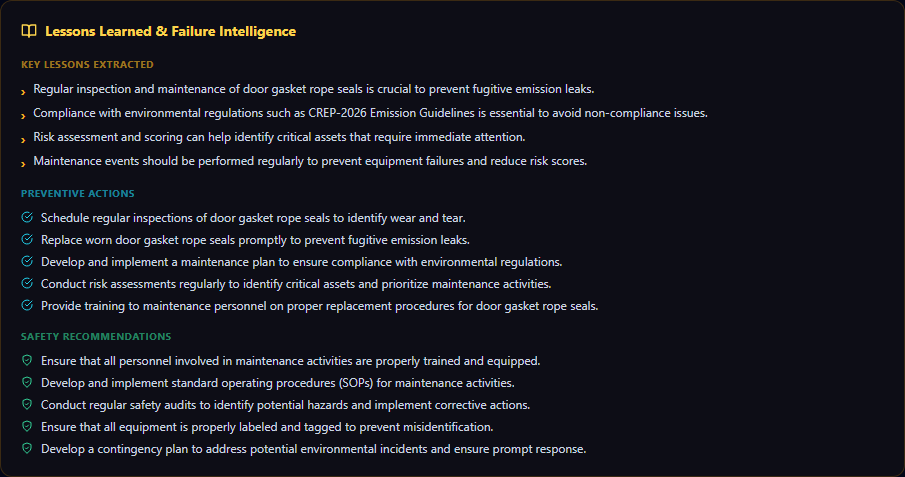 Lessons Learned & Failure Intelligence
KEY LESSONS EXTRACTED
Regular inspection and maintenance of door gasket rope seals is crucial to prevent fugitive emission leaks.
Compliance with environmental regulations such as CREP-2026 Emission Guidelines is essential to avoid non-compliance issues.
Risk assessment and scoring can help identify critical assets that require immediate attention.
Maintenance events should be performed regularly to prevent equipment failures and reduce risk scores.
PREVENTIVE ACTIONS
Schedule regular inspections of door gasket rope seals to identify wear and tear.
Replace worn door gasket rope seals promptly to prevent fugitive emission leaks.
Develop and implement a maintenance plan to ensure compliance with environmental regulations.
Conduct risk assessments regularly to identify critical assets and prioritize maintenance activities.
Provide training to maintenance personnel on proper replacement procedures for door gasket rope seals.
SAFETY RECOMMENDATIONS
Ensure that all personnel involved in maintenance activities are properly trained and equipped.
Develop and implement standard operating procedures (SOPs) for maintenance activities.
Conduct regular safety audits to identify potential hazards and implement corrective actions.
Ensure that all equipment is properly labeled and tagged to prevent misidentification.
Develop a contingency plan to address potential environmental incidents and ensure prompt response.